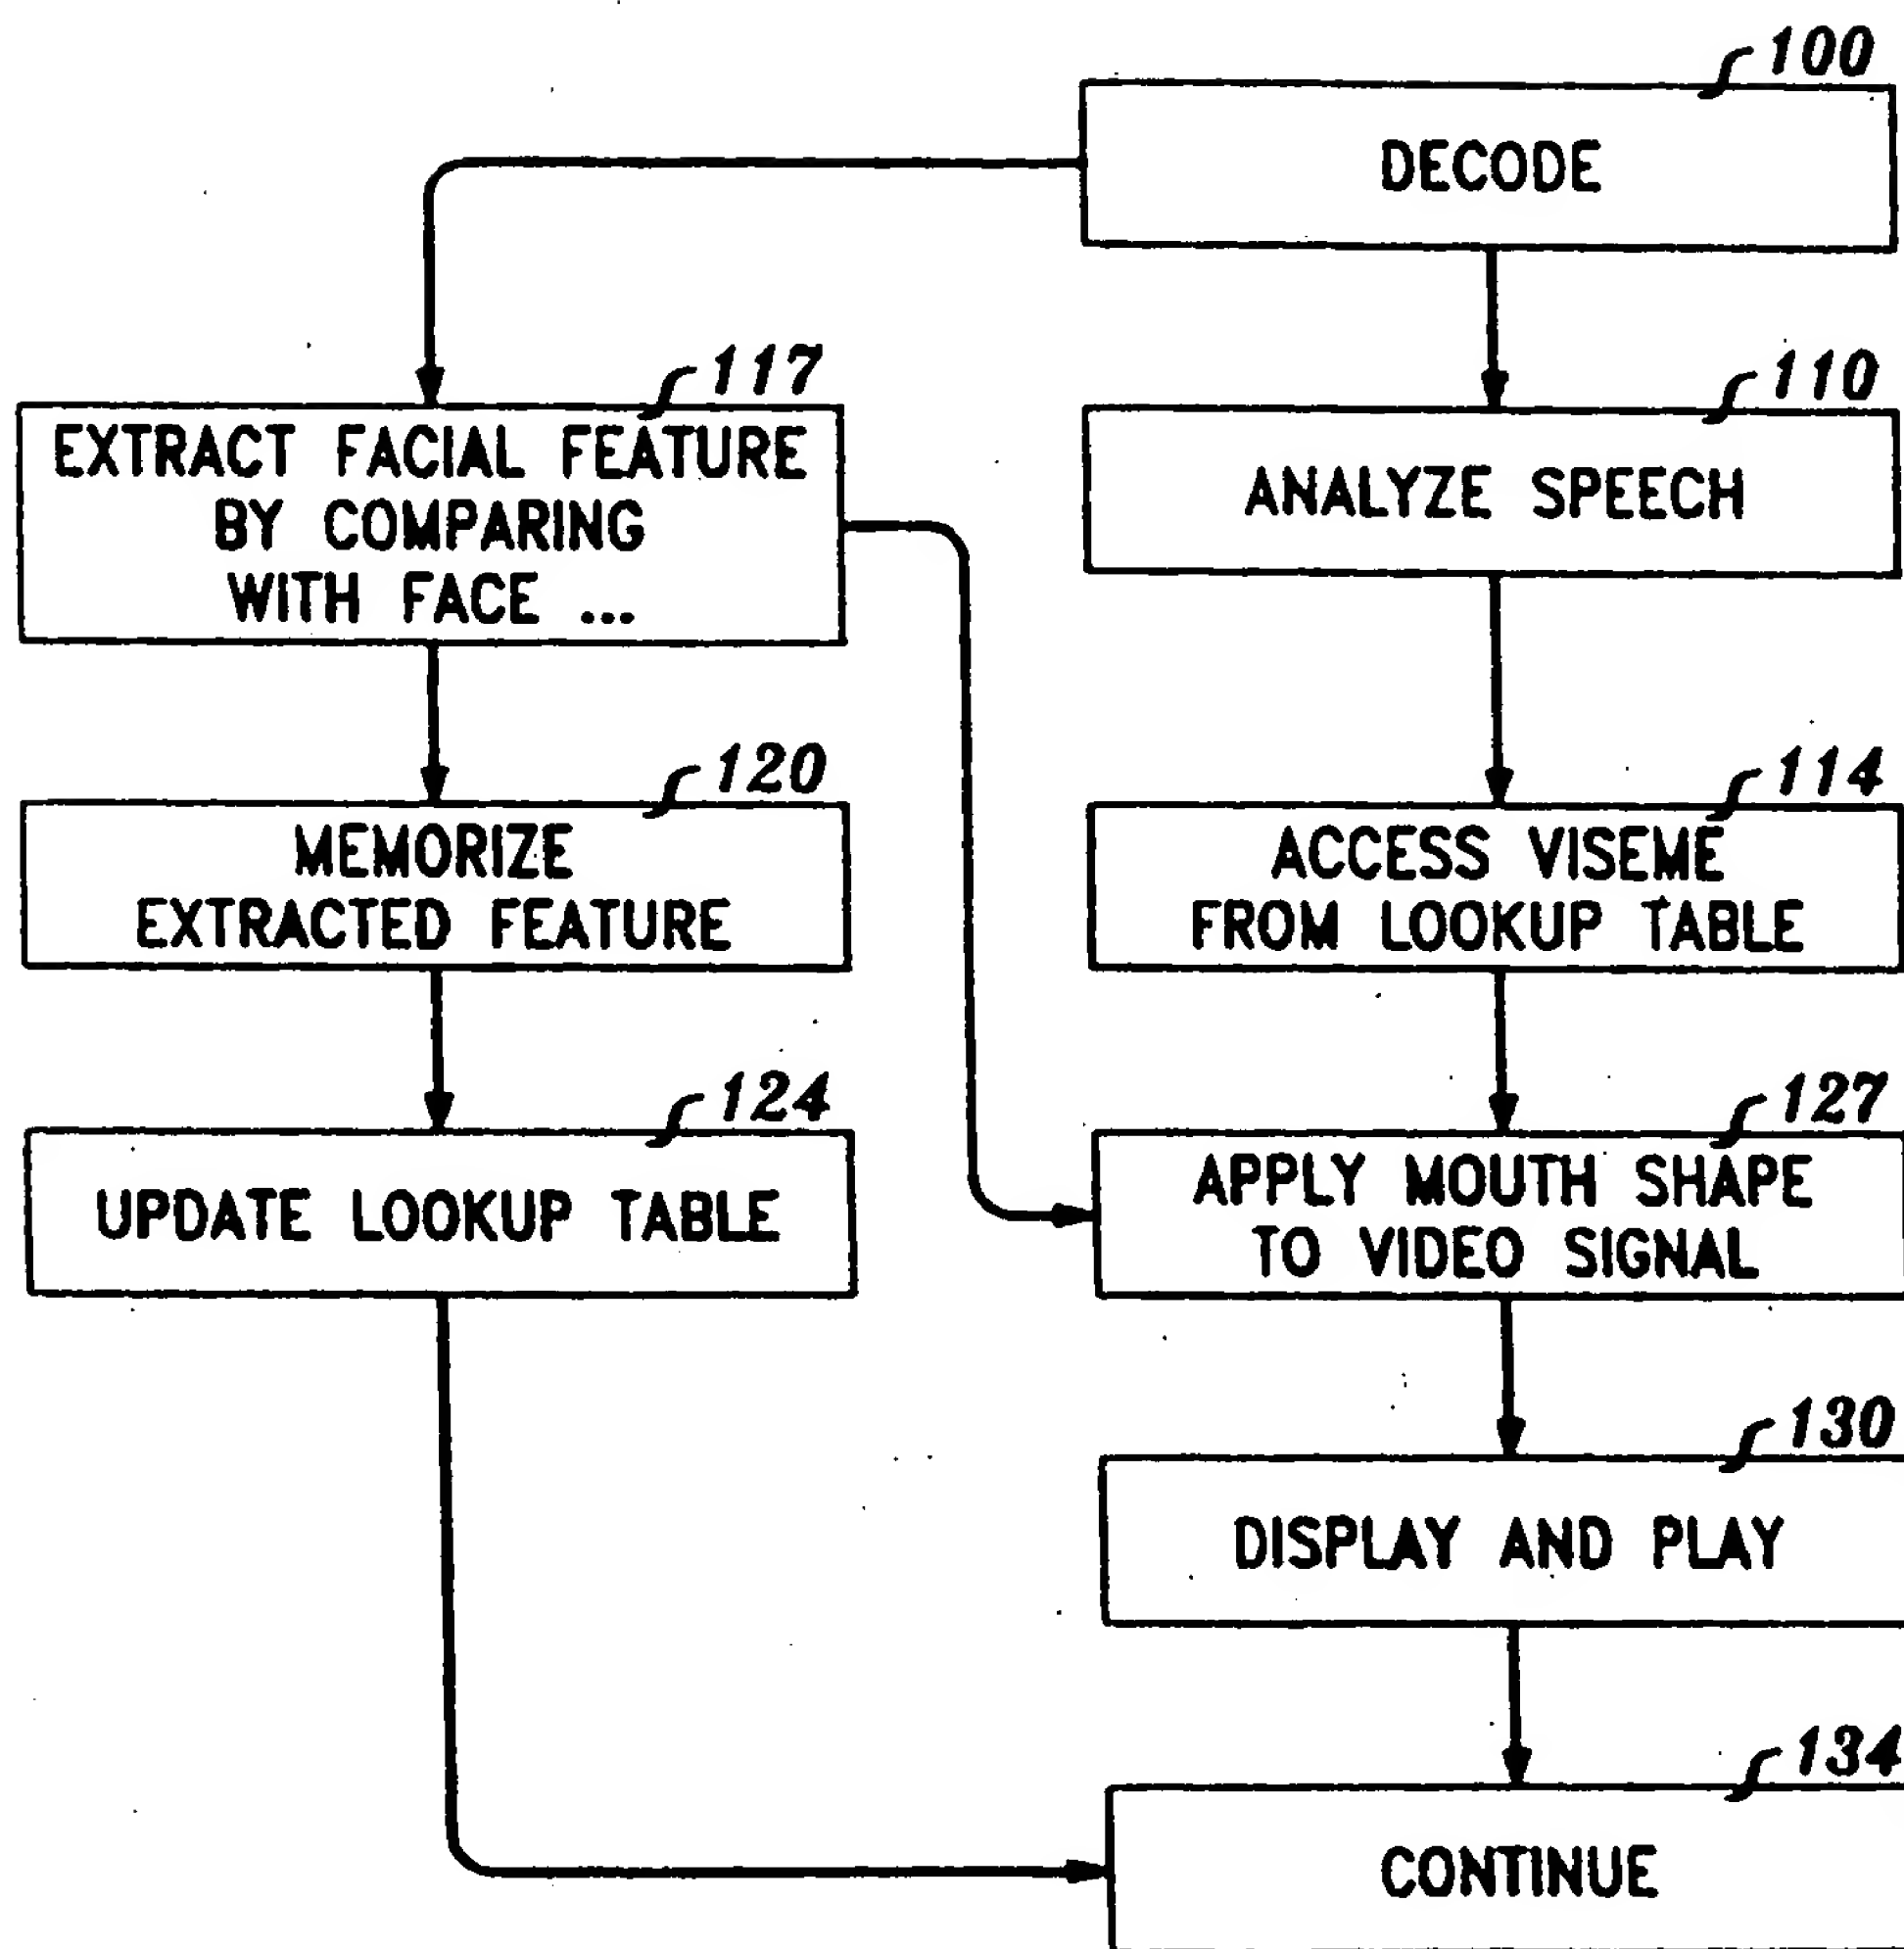 100
DECODE
117
EXTRACT FACIAL FEATURE
BY COMPARING
WITH FACE ...
110
ANALYZE SPEECH
120
MEMORIZE
EXTRACTED FEATURE
114
ACCESS VISEME
FROM LOOKUP TABLE
124
UPDATE LOOKUP TABLE
127
APPLY MOUTH SHAPE
TO VIDEO SIGNAL
130
DISPLAY AND PLAY
134
CONTINUE